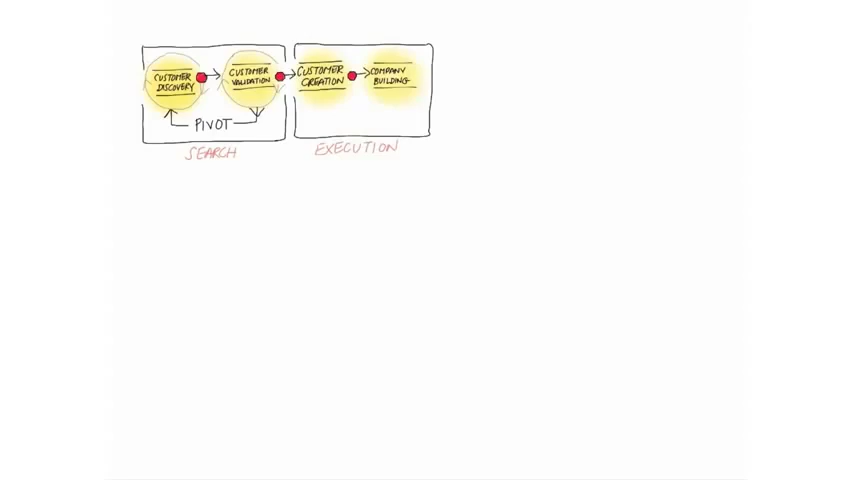 CUSTOMER
DISCOVERY
CUSTOMER
VALIDATION
CUSTOMER
CREATION
COMPANY
BUILDING
PIVOT
SEARCH
EXECUTION